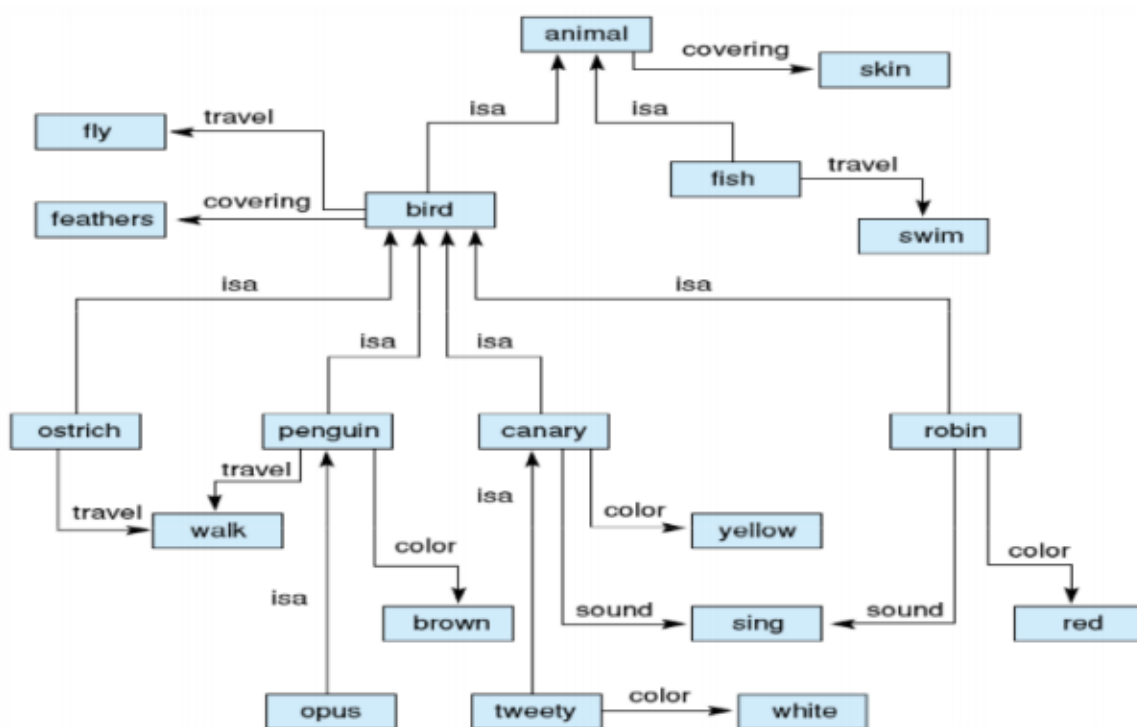 animal
covering
skin
isa
isa
travel
fly
fish
travel
covering
bird
feathers
swim
isa
isa
isa
isa
ostrich
penguin
canary
robin
travel
isa
travel
walk
color
yellow
color
color
isa
brown
sound
sing
sound
red
opus
tweety
color
white